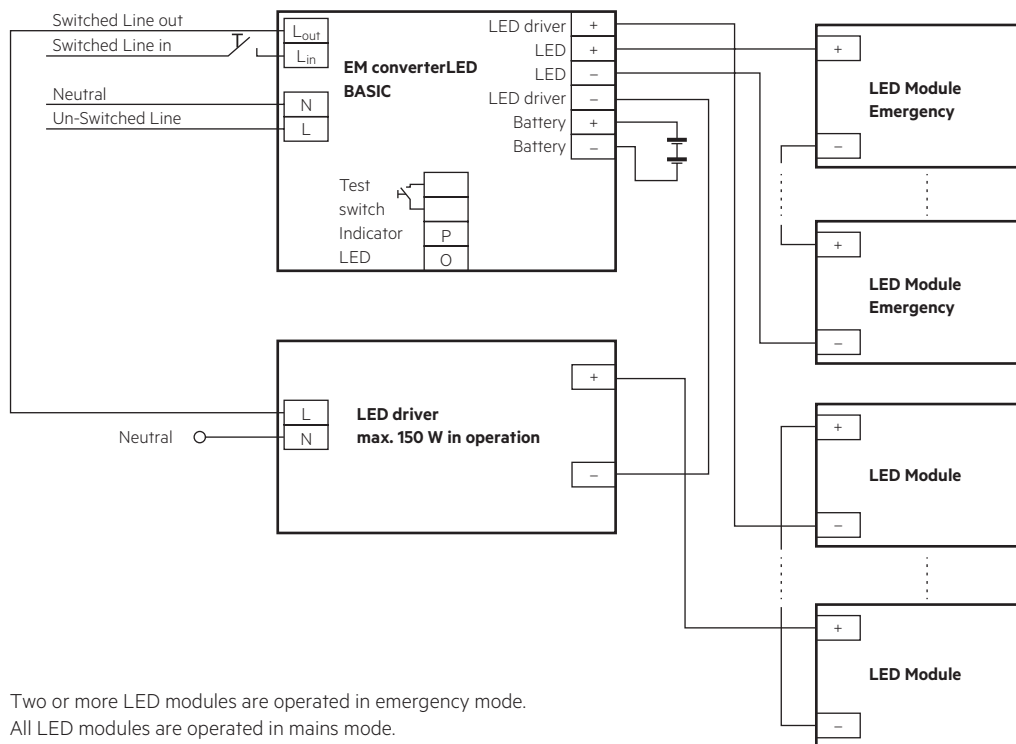 Switched Line out
Switched Line in
Neutral
Un-Switched Line
Lout
Lin
N
L
EM converterLED
BASIC
LED driver +
LED +
LED –
LED driver –
Battery +
Battery –
Test
switch
Indicator P
LED O
+
LED Module
Emergency
–
+
LED Module
Emergency
–
Neutral
L
N
LED driver
max. 150 W in operation
+
–
+
LED Module
–
+
LED Module
–
Two or more LED modules are operated in emergency mode.
All LED modules are operated in mains mode.